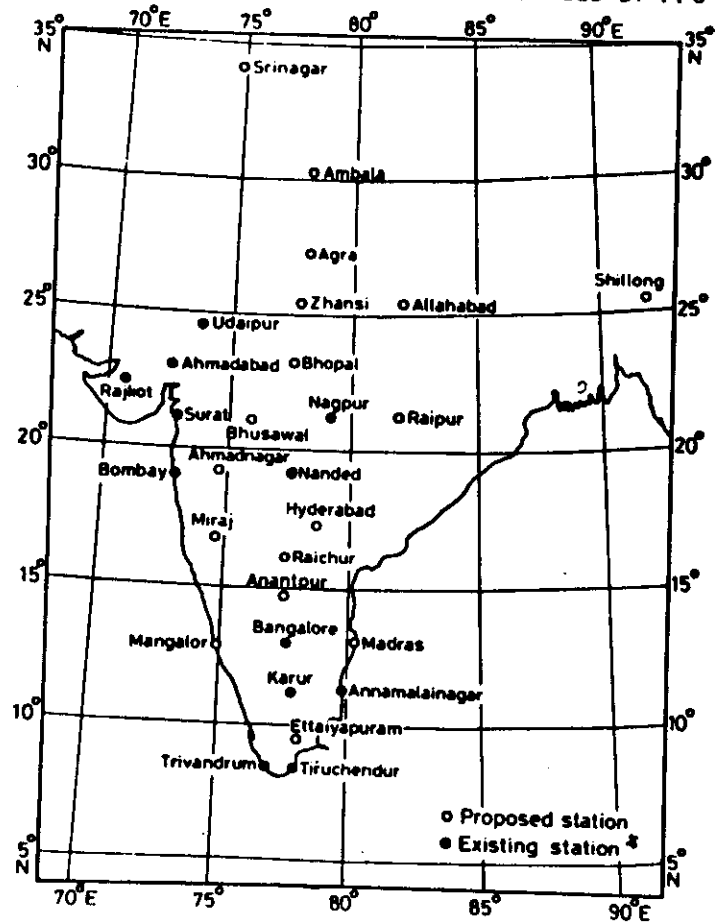 70°E 75° 80° 85° 90°E
35° N
35° N
Srinagar
30°
Ambala
30°
Agra
Shillong
25°
Zhansi
Allahabad
25°
Udaipur
Ahmadabad
Bhopal
Rajkot
Nagpur
Surat
Raipur
Bhusawal
20°
20°
Ahmadnagar
Bombay
Nanded
Hyderabad
Miraj
Raichur
15°
Anantpur
15°
Bangalore
Mangalor
Madras
Karur
Annamalainagar
10°
Ettaiyapuram
10°
Trivandrum
Tiruchendur
Proposed station
Existing station *
5° N
5° N
70°E 75° 80° 85° 90°E